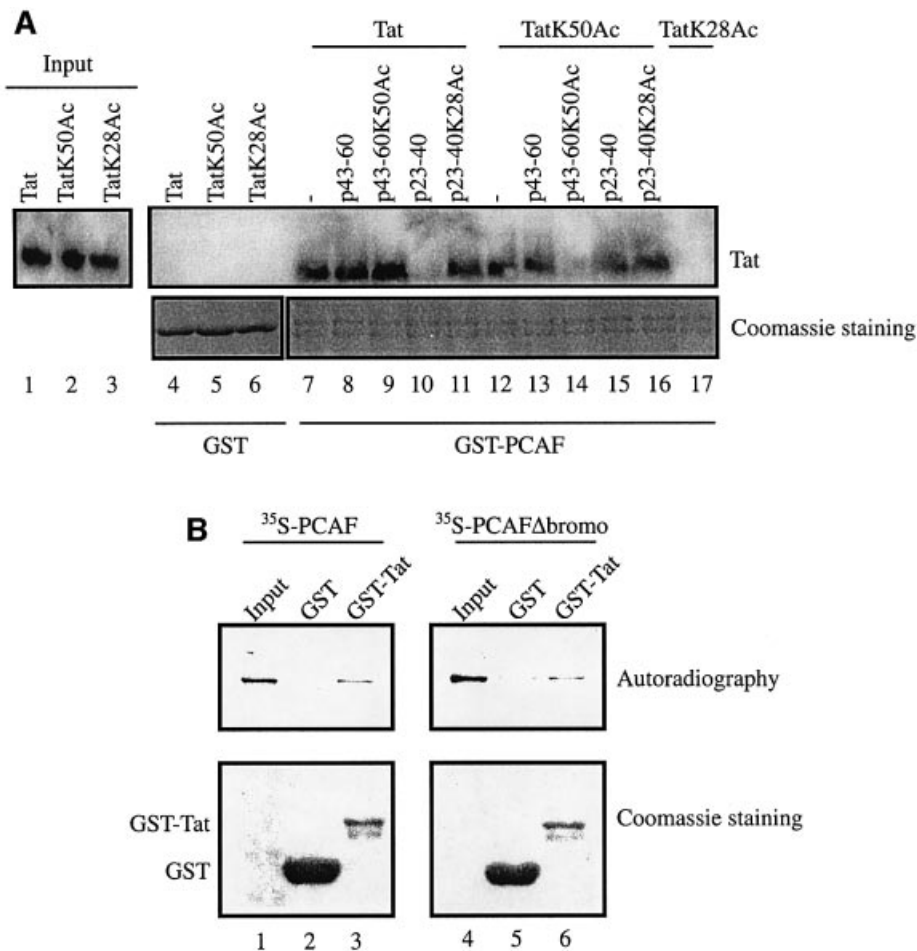 A
Tat TatK50Ac TatK28Ac
Input
Tat TatK50Ac TatK28Ac
Tat TatK50Ac TatK28Ac
- p43-60 p43-60K50Ac p23-40 p23-40K28Ac - p43-60 p43-60K50Ac p23-40 p23-40K28Ac
Tat
Coomassie staining
1 2 3 4 5 6 7 8 9 10 11 12 13 14 15 16 17
GST GST-PCAF
B
³⁵S-PCAF ³⁵S-PCAFΔbromo
Input GST GST-Tat Input GST GST-Tat
Autoradiography
GST-Tat
Coomassie staining
GST
1 2 3 4 5 6